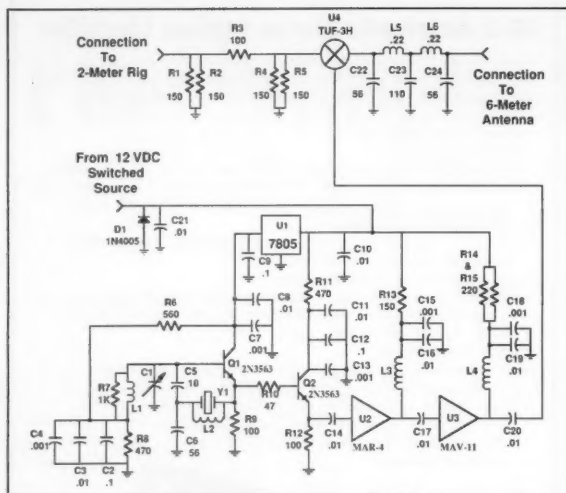 U4
TUF-3H
Connection
To
2-Meter Rig
R3
100
L5
.22
L6
.22
R1
150
R2
150
R4
150
R5
150
C22
56
C23
110
C24
56
Connection
To
6-Meter
Antenna
From 12 VDC
Switched
Source
D1
1N4005
C21
.01
U1
7805
C9
.1
C10
.01
R14
&
R15
220
R6
560
C8
.01
C7
.001
R11
470
C11
.01
C12
.1
C13
.001
R13
150
C15
.001
C16
.01
C18
.001
C19
.01
L3
L4
R7
1K
L1
C1
C5
18
Q1
2N3563
Y1
L2
R10
47
Q2
2N3563
C4
.001
C3
.01
C2
.1
R8
470
C6
56
R9
100
R12
100
C14
.01
U2
MAR-4
C17
.01
U3
MAV-11
C20
.01